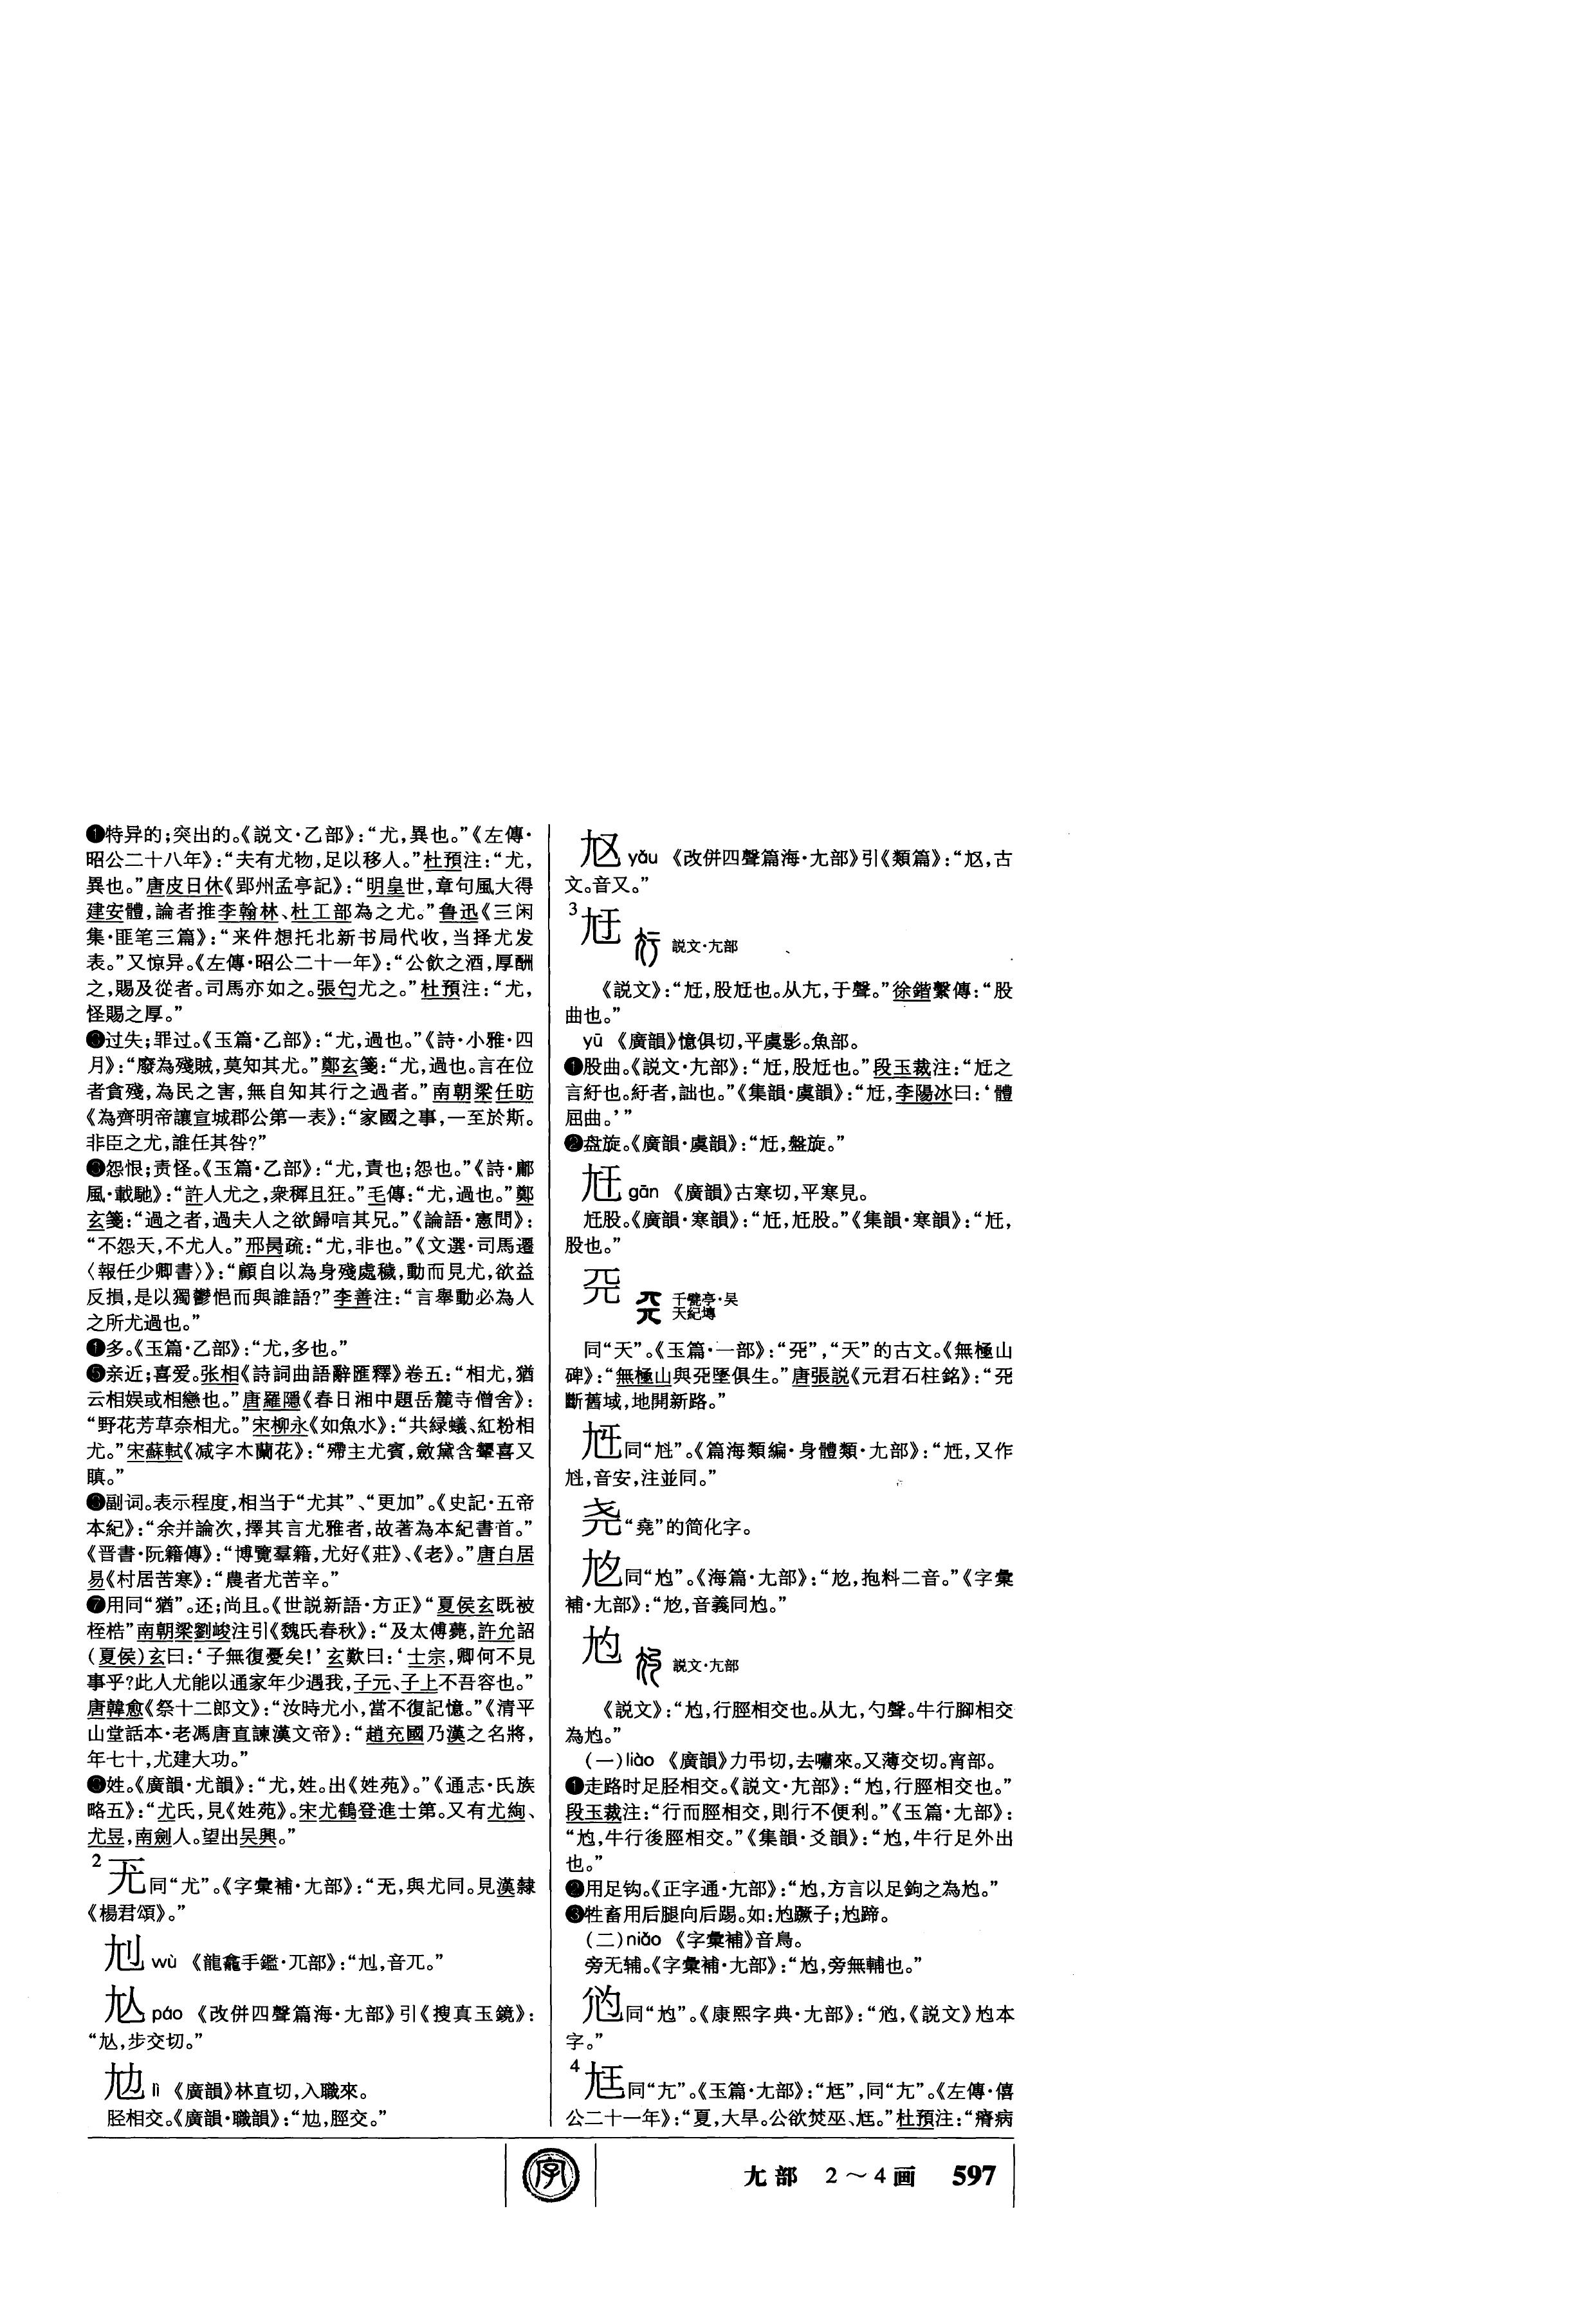 ❶特异的；突出的。《説文·乙部》：“尤，異也。”《左傳·
昭公二十八年》：“夫有尤物，足以移人。”杜預注：“尤，
異也。”唐皮日休《郢州孟亭記》：“明皇世，章句風大得
建安體，論者推李翰林、杜工部為之尤。”鲁迅《三闲
集·匪笔三篇》：“来件想托北新书局代收，当择尤发
表。”又惊异。《左傳·昭公二十一年》：“公飲之酒，厚酬
之，賜及從者。司馬亦如之。張匄尤之。”杜預注：“尤，
怪賜之厚。”
❷过失；罪过。《玉篇·乙部》：“尤，過也。”《詩·小雅·四
月》：“廢為殘賊，莫知其尤。”鄭玄箋：“尤，過也。言在位
者貪殘，為民之害，無自知其行之過者。”南朝梁任昉
《為齊明帝讓宣城郡公第一表》：“家國之事，一至於斯。
非臣之尤，誰任其咎？”
❸怨恨；责怪。《玉篇·乙部》：“尤，責也；怨也。”《詩·鄘
風·載馳》：“許人尤之，衆穉且狂。”毛傳：“尤，過也。”鄭
玄箋：“過之者，過夫人之欲歸唁其兄。”《論語·憲問》：
“不怨天，不尤人。”邢昺疏：“尤，非也。”《文選·司馬遷
〈報任少卿書〉》：“顧自以為身殘處穢，動而見尤，欲益
反損，是以獨鬱悒而與誰語？”李善注：“言舉動必為人
之所尤過也。”
❹多。《玉篇·乙部》：“尤，多也。”
❺亲近；喜爱。张相《詩詞曲語辭匯釋》卷五：“相尤，猶
云相娱或相戀也。”唐羅隱《春日湘中題岳麓寺僧舍》：
“野花芳草奈相尤。”宋柳永《如魚水》：“共緑蟻、紅粉相
尤。”宋蘇軾《减字木蘭花》：“殢主尤賓，斂黛含顰喜又
瞋。”
❻副词。表示程度，相当于“尤其”、“更加”。《史記·五帝
本紀》：“余并論次，擇其言尤雅者，故著為本紀書首。”
《晋書·阮籍傳》：“博覽羣籍，尤好《莊》、《老》。”唐白居
易《村居苦寒》：“農者尤苦辛。”
❼用同“猶”。还；尚且。《世説新語·方正》“夏侯玄既被
桎梏”南朝梁劉峻注引《魏氏春秋》：“及太傅薨，許允謂
（夏侯）玄曰：‘子無復憂矣！’玄歎曰：‘士宗，卿何不見
事乎？此人尤能以通家年少遇我，子元、子上不吾容也。”
唐韓愈《祭十二郎文》：“汝時尤小，當不復記憶。”《清平
山堂話本·老馮唐直諫漢文帝》：“趙充國乃漢之名將，
年七十，尤建大功。”
❽姓。《廣韻·尤韻》：“尤，姓。出《姓苑》。”《通志·氏族
略五》：“尤氏，見《姓苑》。宋尤鶴登進士第。又有尤絢、
尤昱，南劍人。望出吴興。”
2 同“尤”。《字彙補·尢部》：“与尤同。見漢隸
《楊君頌》。”
wù 《龍龕手鑑·兀部》：“音兀。”
páo 《改併四聲篇海·尢部》引《搜真玉鏡》：
“步交切。”
尥 lì 《廣韻》林直切，入職來。
胫相交。《廣韻·職韻》：“脛交。”
yǎu 《改併四聲篇海·尢部》引《類篇》：“古
文。音又。”
3 尪 説文·尢部
《説文》：“尫，股尫也。从尢，于聲。”徐鍇繫傳：“股
曲也。”
yū 《廣韻》憶俱切，平虞影。魚部。
❶股曲。《説文·尢部》：“股也。”段玉裁注：“之
言紆也。紆者，詘也。”《集韻·虞韻》：“李陽冰曰：‘體
屈曲。’”
❷盘旋。《廣韻·虞韻》：“盤旋。”
尲 gān 《廣韻》古寒切，平寒見。
股。《廣韻·寒韻》：“股。”《集韻·寒韻》：“
股也。”
千甓亭·吴
天紀塼
同“天”。《玉篇·一部》：“兲”，“天”的古文。《無極山
碑》：“無極山與俱生。”唐張説《元君石柱銘》：“
斷舊域，地開新路。”
同《篇海類編·身體類·尢部》：“又作
音安，注並同。”
尧“堯”的简化字。
同“尥”。《海篇·尢部》：“抱料二音。”《字彙
補·尢部》：“音義同尥。”
尥 説文·尢部
《説文》：“尥，行脛相交也。从尢，勺聲。牛行腳相交
為尥。”
（一）liào 《廣韻》力弔切，去嘯來。又薄交切。宵部。
❶走路时足胫相交。《説文·尢部》：“尥，行脛相交也。”
段玉裁注：“行而脛相交，則行不便利。”《玉篇·尢部》：
“尥，牛行後脛相交。”《集韻·爻韻》：“尥，牛行足外出
也。”
❷用足钩。《正字通·尢部》：“尥，方言以足鉤之為尥。”
❸牲畜用后腿向后踢。如：尥蹶子；尥蹄。
（二）niǎo 《字彙補》音鳥。
旁无辅。《字彙補·尢部》：“尥，旁無輔也。”
同“尥”。《康熙字典·尢部》：“《説文》尥本
字。”
4 尪同“尢”。《玉篇·尢部》：“尪”，同“尢”。《左傳·僖
公二十一年》：“夏，大旱。公欲焚巫、尪。”杜預注：“瘠病
字 尢部 2～4画 597